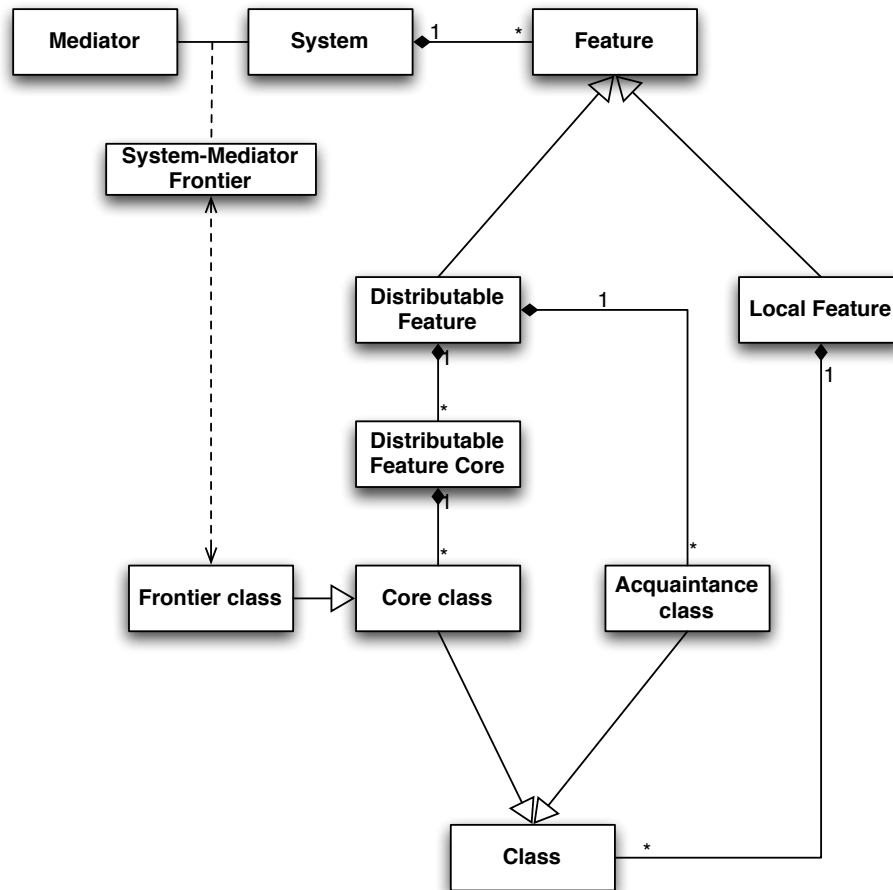 Mediator
System
1
*
Feature
System-Mediator
Frontier
Distributable
Feature
1
Local Feature
1
1
*
Distributable
Feature Core
1
*
*
Frontier class
Core class
Acquaintance
class
Class
*